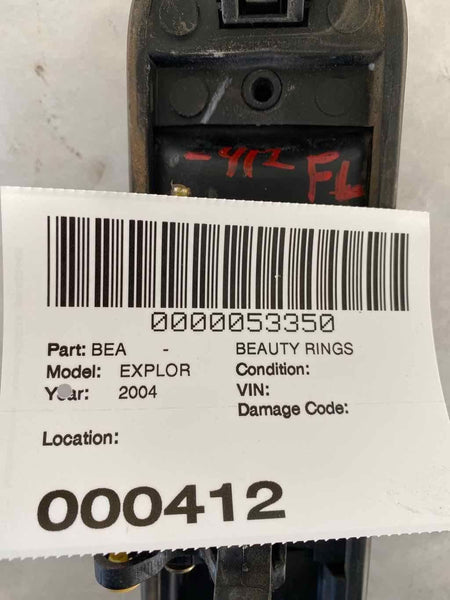 -412 FL
0000053350
Part: BEA - BEAUTY RINGS
Model: EXPLOR Condition:
Year: 2004 VIN:
Damage Code:
Location:
000412